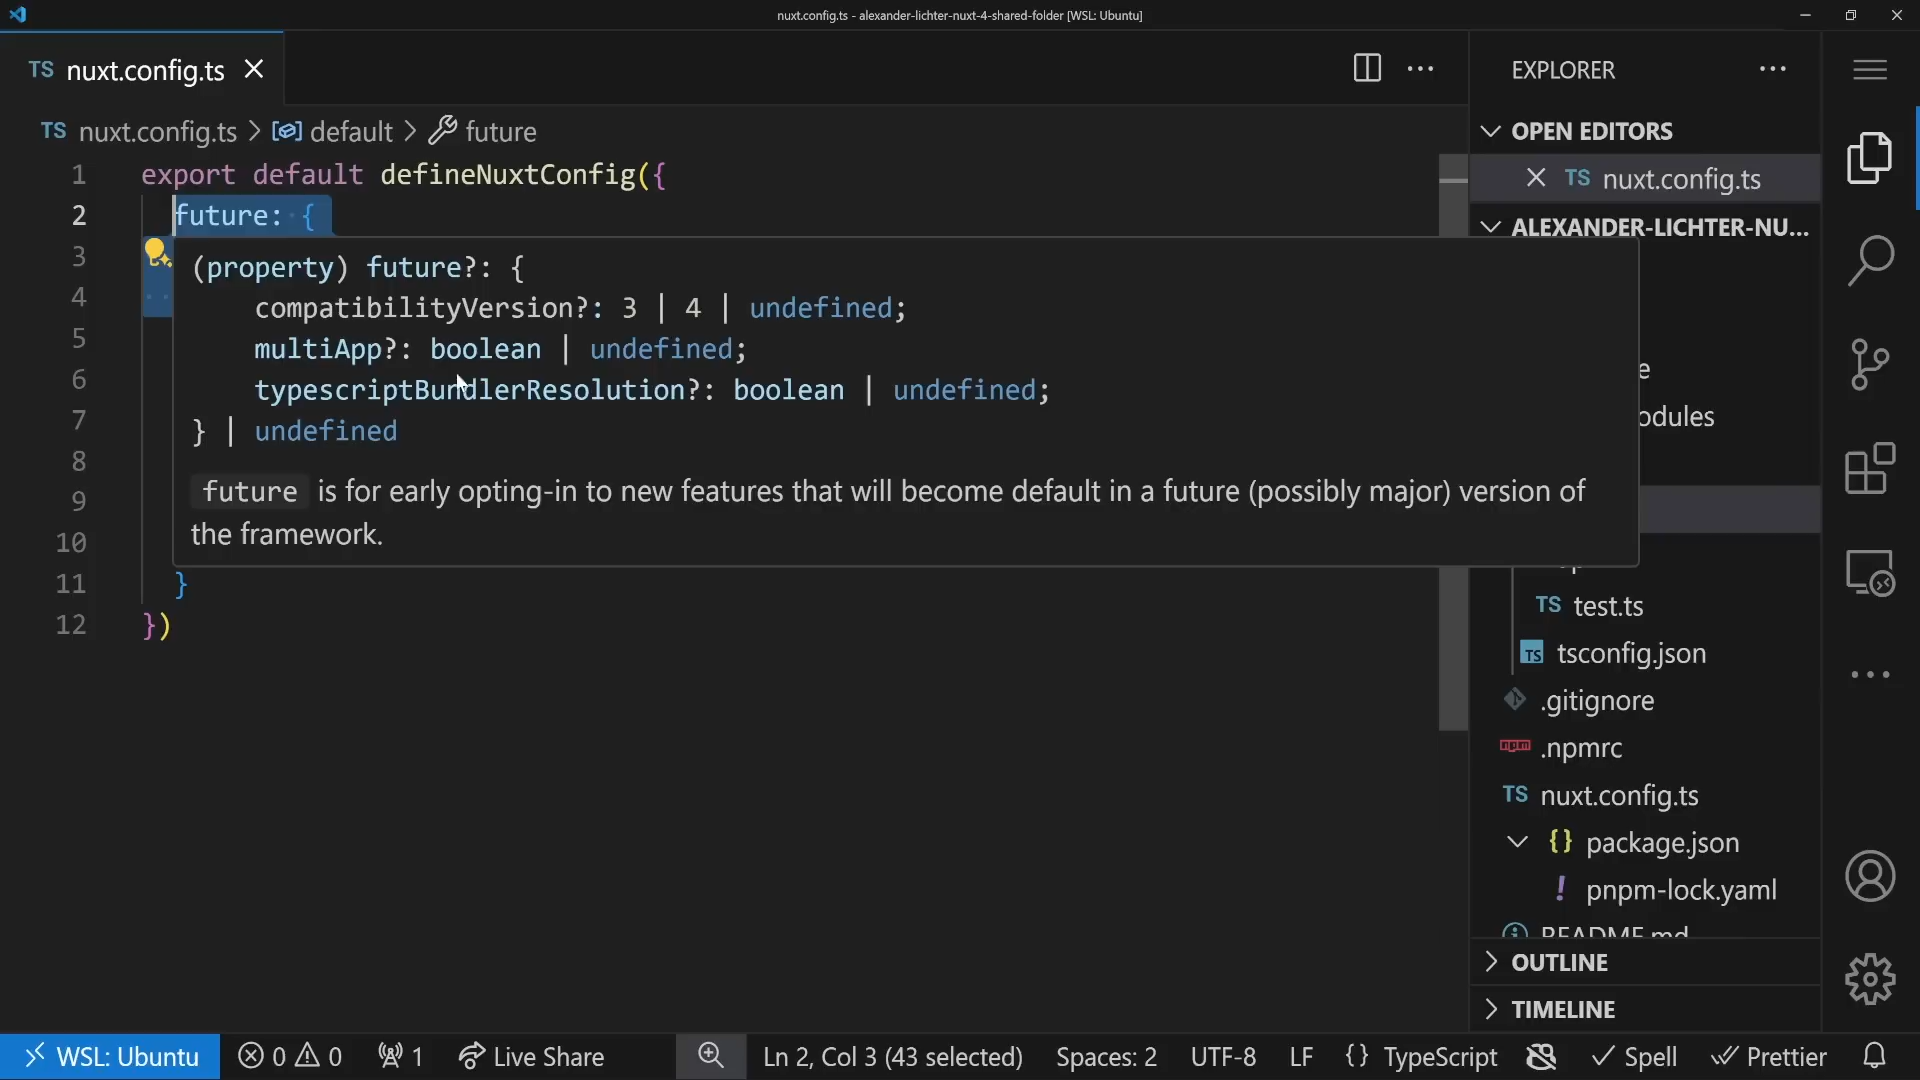 nuxt.config.ts - alexander-lichter-nuxt-4-shared-folder [WSL: Ubuntu]
TS nuxt.config.ts
EXPLORER
TS nuxt.config.ts > default > future
OPEN EDITORS
TS nuxt.config.ts
ALEXANDER-LICHTER-NU...
1 export default defineNuxtConfig({
2 future: {
3
4
5
6
7
8
9
10
11 }
12 })
(property) future?: {
compatibilityVersion?: 3 | 4 | undefined;
multiApp?: boolean | undefined;
typescriptBundlerResolution?: boolean | undefined;
} | undefined
future is for early opting-in to new features that will become default in a future (possibly major) version of
the framework.
e
odules
TS test.ts
TS tsconfig.json
.gitignore
npm .npmrc
TS nuxt.config.ts
{} package.json
! pnpm-lock.yaml
README.md
OUTLINE
TIMELINE
WSL: Ubuntu 0 0 1 Live Share Ln 2, Col 3 (43 selected) Spaces: 2 UTF-8 LF {} TypeScript Spell Prettier